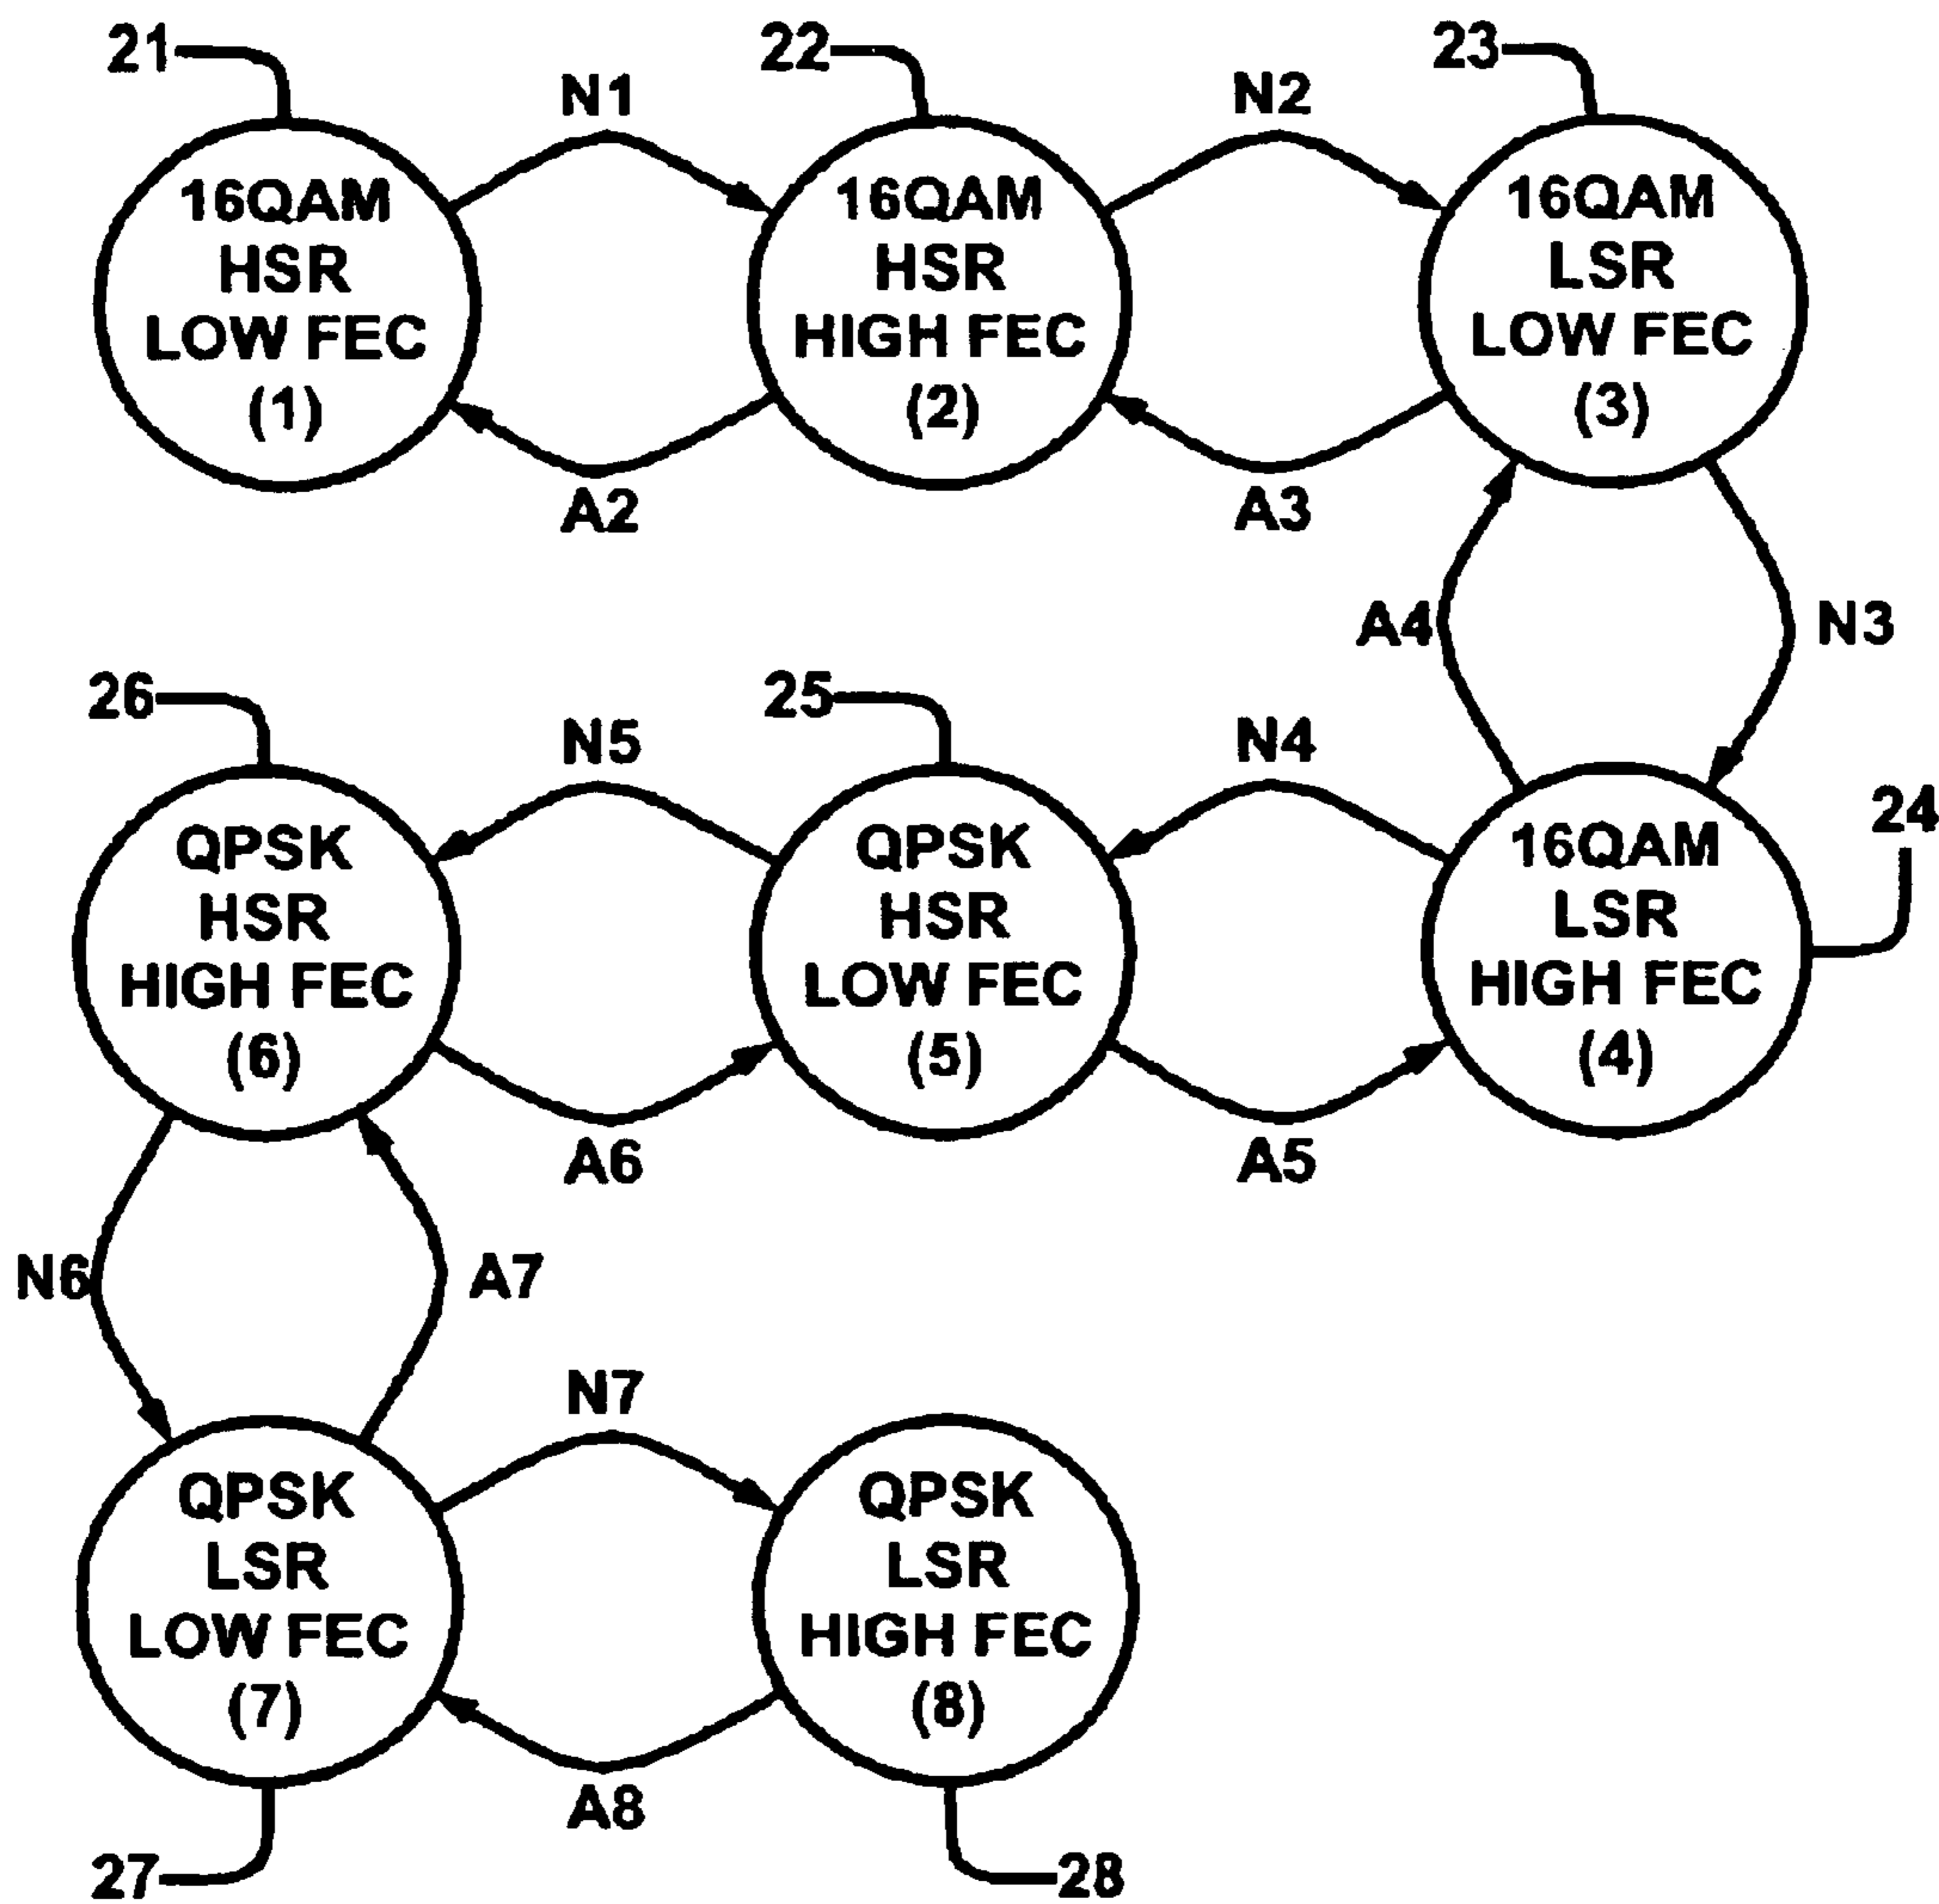 21
22
23
N1
N2
16QAM
HSR
LOW FEC
(1)
16QAM
HSR
HIGH FEC
(2)
16QAM
LSR
LOW FEC
(3)
A2
A3
A4
N3
26
25
24
N5
N4
QPSK
HSR
HIGH FEC
(6)
QPSK
HSR
LOW FEC
(5)
16QAM
LSR
HIGH FEC
(4)
A6
A5
N6
A7
N7
QPSK
LSR
LOW FEC
(7)
QPSK
LSR
HIGH FEC
(8)
A8
27
28